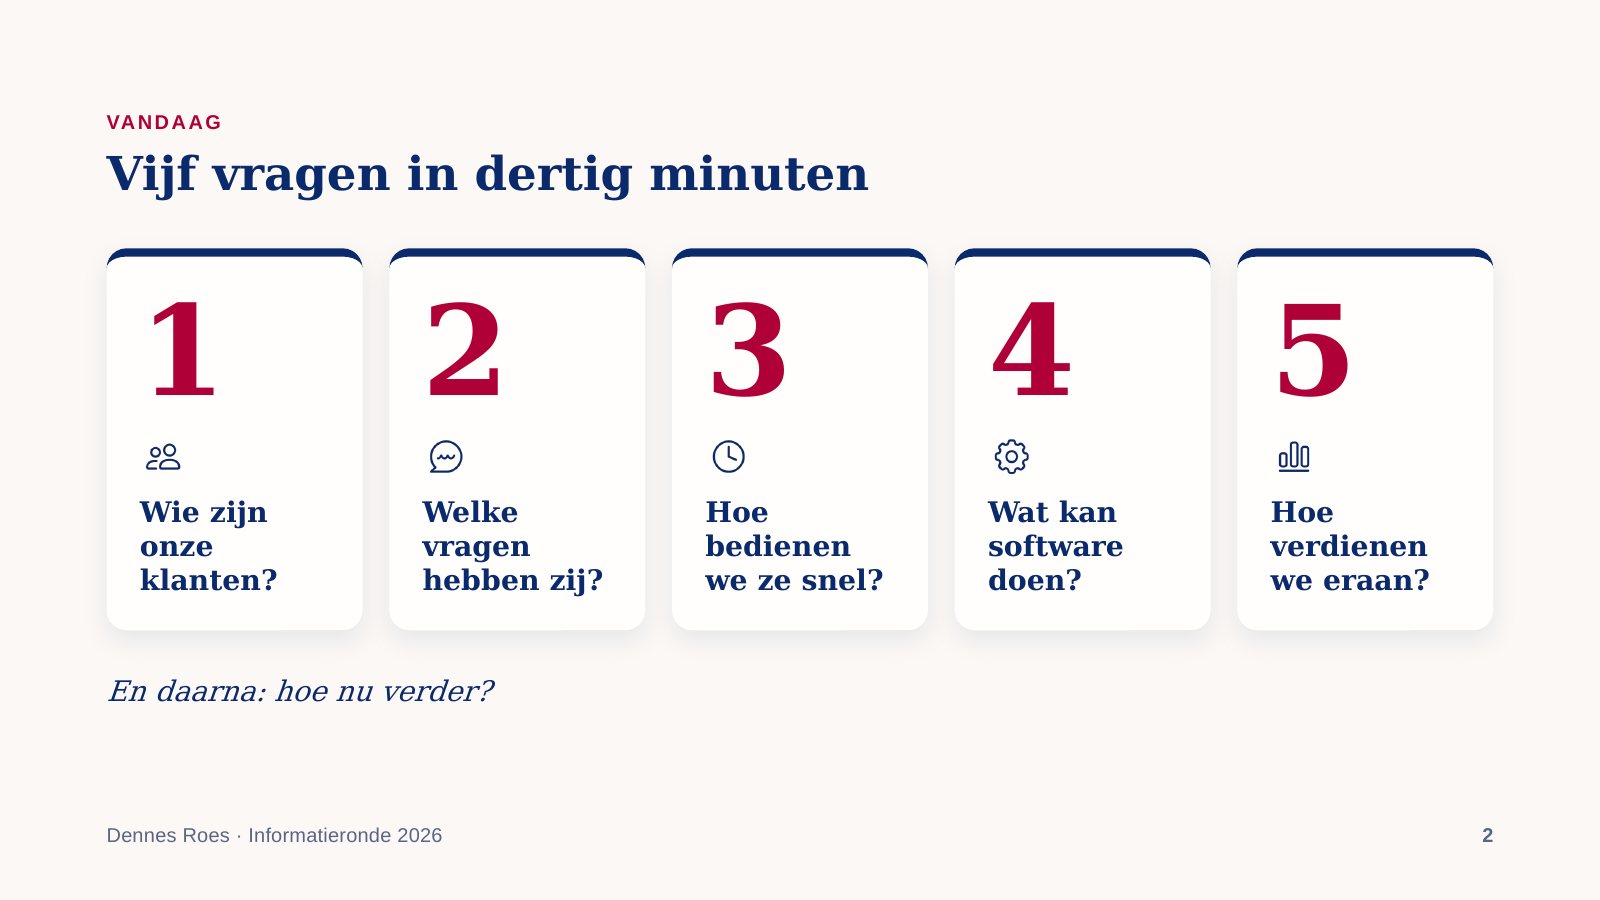 VANDAAG
Vijf vragen in dertig minuten
1
Wie zijn
onze
klanten?
2
Welke
vragen
hebben zij?
3
Hoe
bedienen
we ze snel?
4
Wat kan
software
doen?
5
Hoe
verdienen
we eraan?
En daarna: hoe nu verder?
Dennes Roes · Informatieronde 2026
2